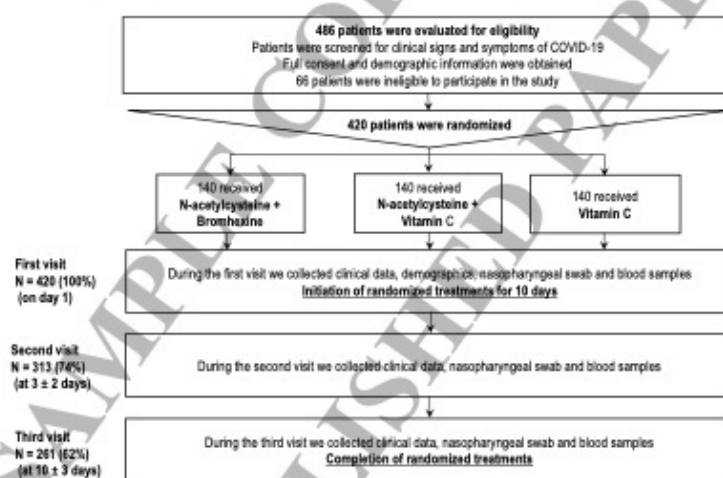 486 patients were evaluated for eligibility
Patients were screened for clinical signs and symptoms of COVID-19
Full consent and demographic information were obtained
66 patients were ineligible to participate in the study
420 patients were randomized
140 received
N-acetylcysteine +
Bromhexine
140 received
N-acetylcysteine +
Vitamin C
140 received
Vitamin C
First visit
N = 420 (100%)
(on day 1)
During the first visit we collected clinical data, demographics, nasopharyngeal swab and blood samples
Initiation of randomized treatments for 10 days
Second visit
N = 313 (74%)
(at 3 ± 2 days)
During the second visit we collected clinical data, nasopharyngeal swab and blood samples
Third visit
N = 261 (62%)
(at 10 ± 3 days)
During the third visit we collected clinical data, nasopharyngeal swab and blood samples
Completion of randomized treatments